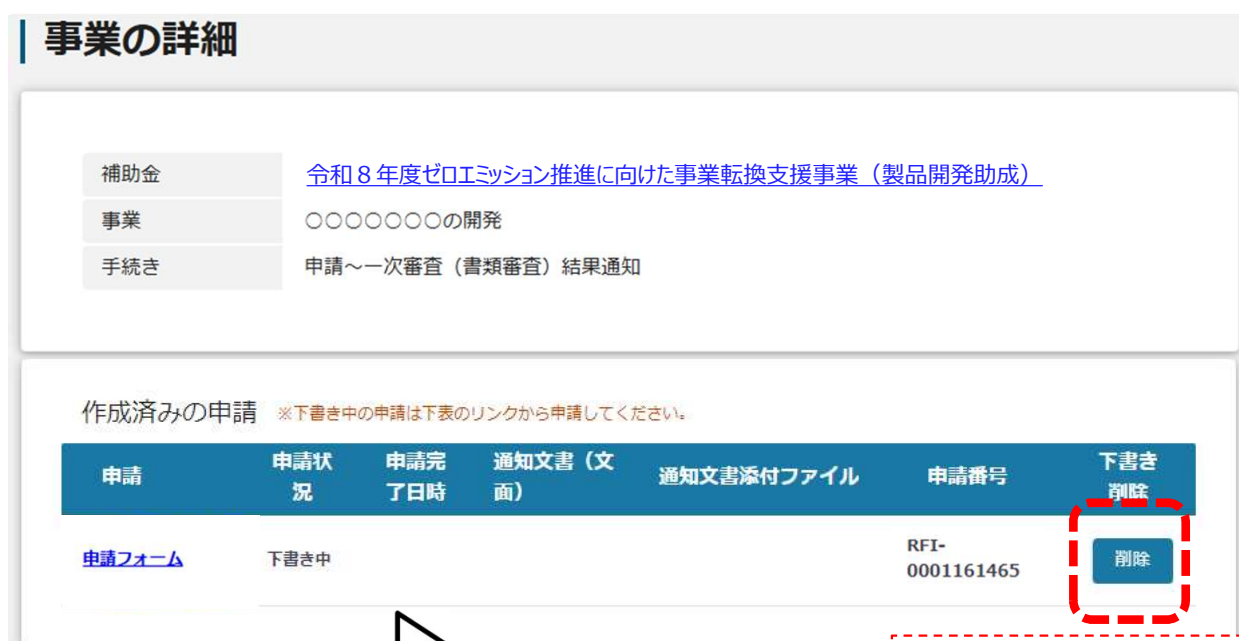 事業の詳細
補助金 令和８年度ゼロエミッション推進に向けた事業転換支援事業（製品開発助成）
事業 ○○○○○○○の開発
手続き 申請～一次審査（書類審査）結果通知
作成済みの申請 ※下書き中の申請は下表のリンクから申請してください。
申請 申請状況 申請完了日時 通知文書（文面） 通知文書添付ファイル 申請番号 下書き削除
申請フォーム 下書き中 RFI-0001161465 削除